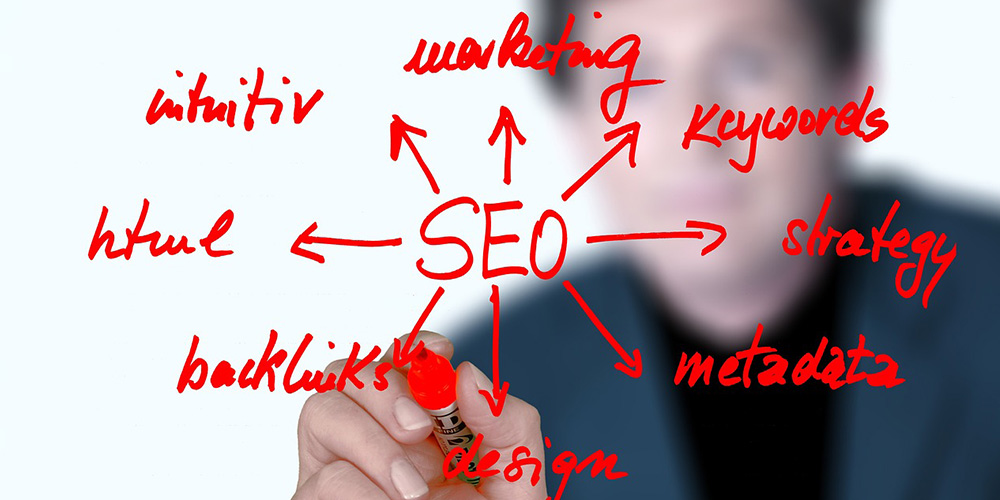 marketing
intuitiv
keywords
html
SEO
strategy
backlinks
metadata
design